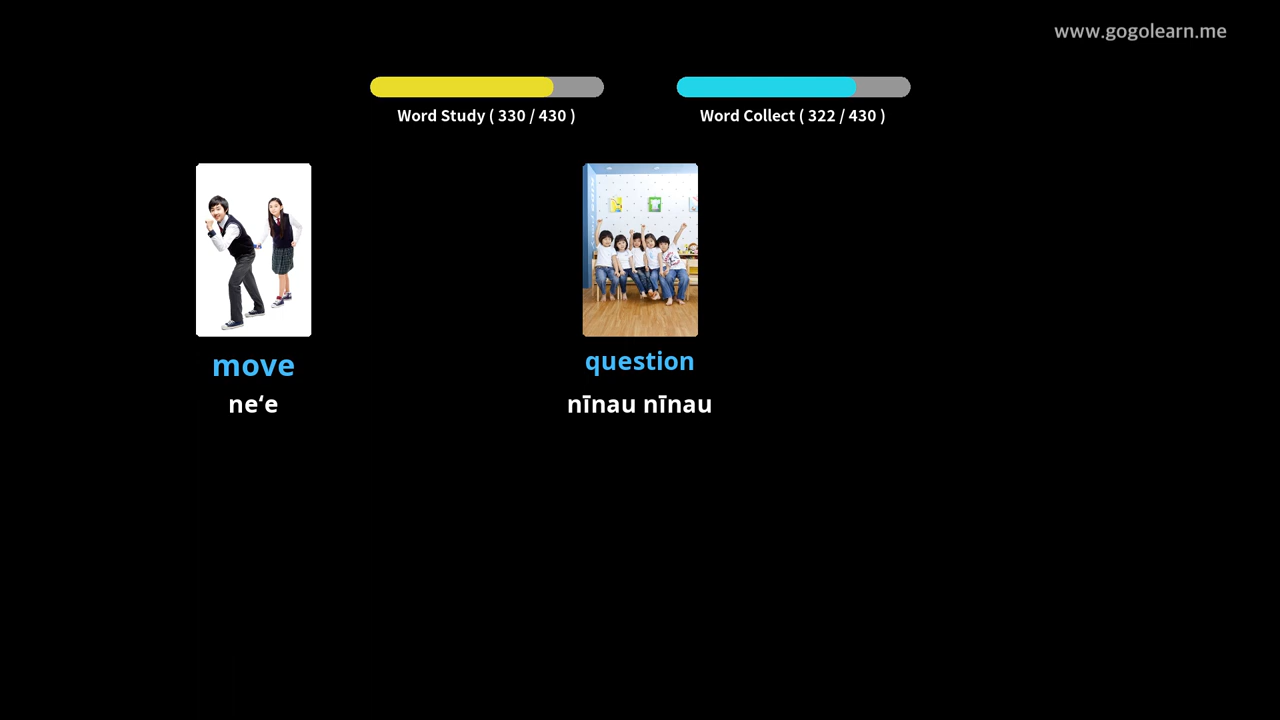 www.gogolearn.me
Word Study ( 330 / 430 )
Word Collect ( 322 / 430 )
move
question
neʻe
nīnau nīnau